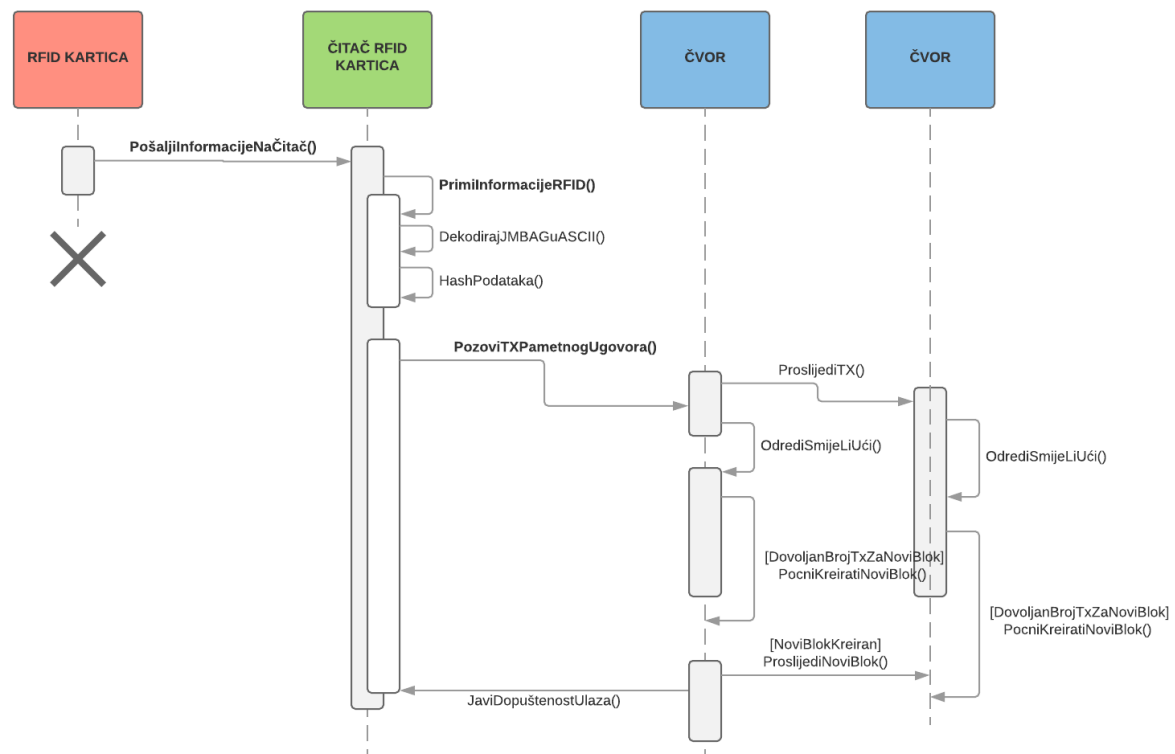 RFID KARTICA
ČITAČ RFID
KARTICA
ČVOR
ČVOR
PošaljiInformacijeNaČitač()
PrimiInformacijeRFID()
DekodirajJMBAGuASCII()
HashPodataka()
PozoviTXPametnogUgovora()
ProslijediTX()
OdrediSmijeLiUći()
OdrediSmijeLiUći()
[DovoljanBrojTxZaNoviBlok]
PocniKreiratiNoviBlok()
[DovoljanBrojTxZaNoviBlok]
PocniKreiratiNoviBlok()
[NoviBlokKreiran]
ProslijediNoviBlok()
JaviDopuštenostUlaza()